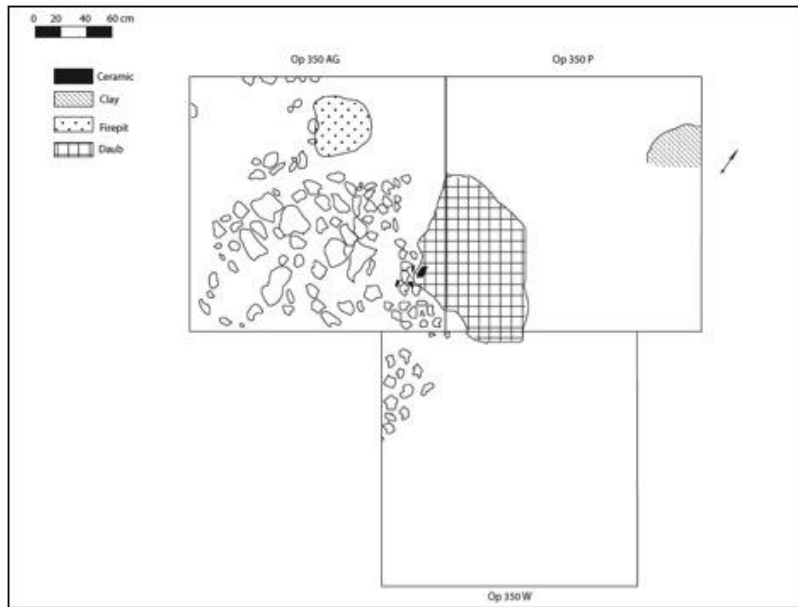 0 20 40 60 cm
Op 350 AG
Op 350 P
Ceramic
Clay
Firepit
Daub
Op 350 W